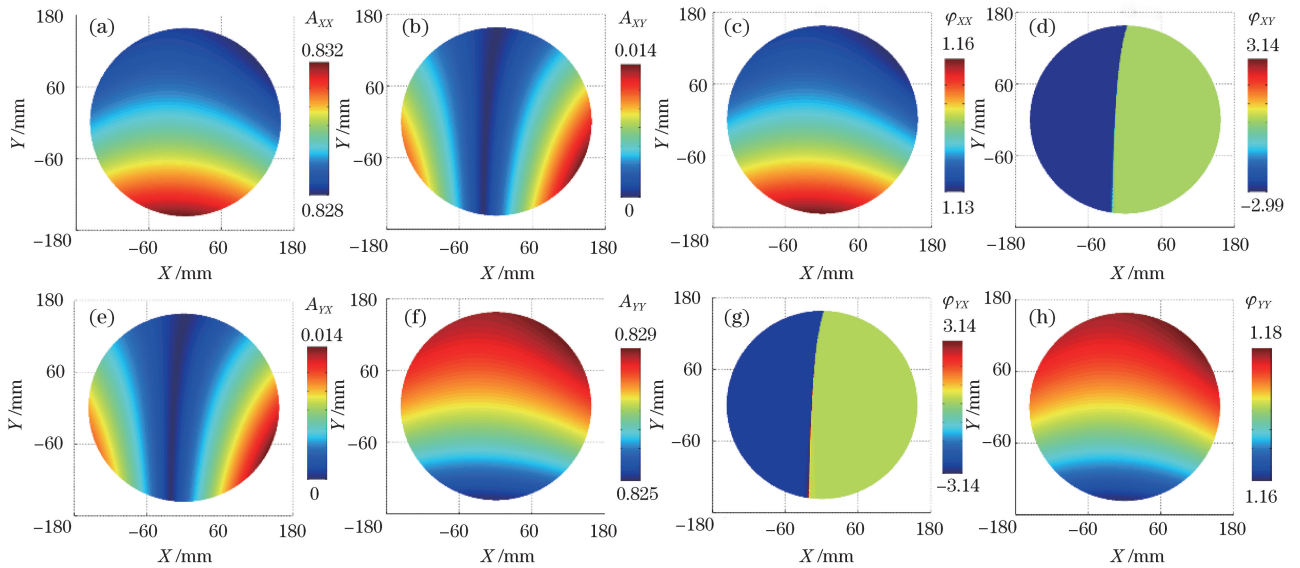 (a)
A_XX
0.832
0.828
60
−60
−180
−60
60
180
X /mm
Y /mm
(b)
A_XY
0.014
0
60
−60
−180
−60
60
180
X /mm
Y /mm
(c)
φ_XX
1.16
1.13
60
−60
−180
−60
60
180
X /mm
Y /mm
(d)
φ_XY
3.14
−2.99
60
−60
−180
−60
60
180
X /mm
Y /mm
(e)
A_YX
0.014
0
180
60
−60
−180
−60
60
180
X /mm
Y /mm
(f)
A_YY
0.829
0.825
180
60
−60
−180
−60
60
180
X /mm
Y /mm
(g)
φ_YX
3.14
−3.14
180
60
−60
−180
−60
60
180
X /mm
Y /mm
(h)
φ_YY
1.18
1.16
180
60
−60
−180
−60
60
180
X /mm
Y /mm